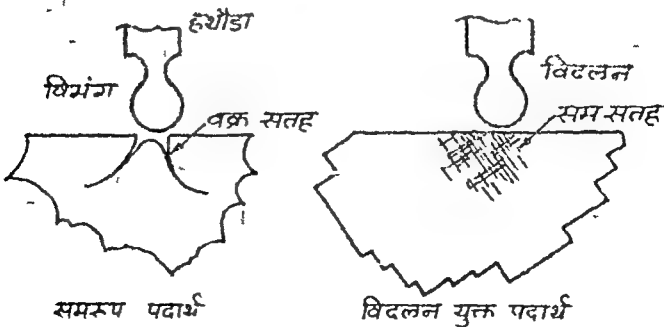 हथौडा
विभंग
वक्र सतह
समरूप पदार्थ
विदलन
सम सतह
विदलन युक्त पदार्थ